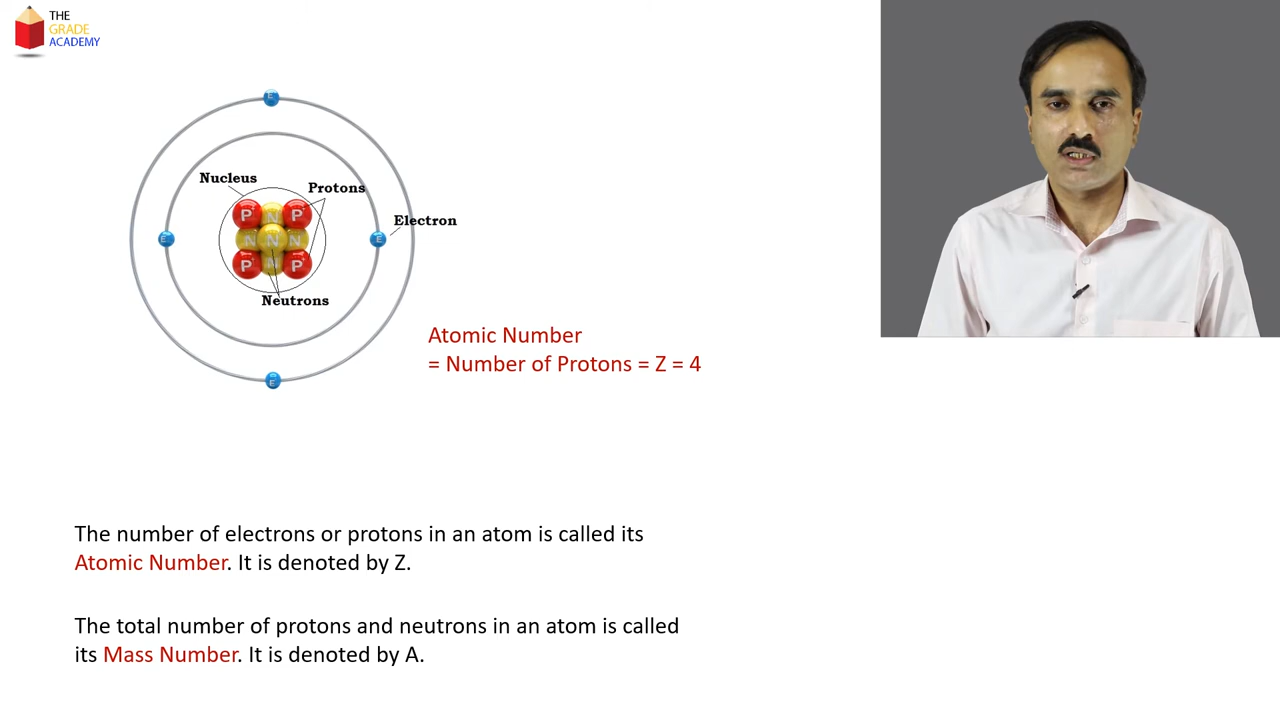 THE
GRADE
ACADEMY
E
Nucleus
Protons
P N P
E
N N N
E
Electron
P N P
Neutrons
Atomic Number
= Number of Protons = Z = 4
E
The number of electrons or protons in an atom is called its
Atomic Number. It is denoted by Z.
The total number of protons and neutrons in an atom is called
its Mass Number. It is denoted by A.